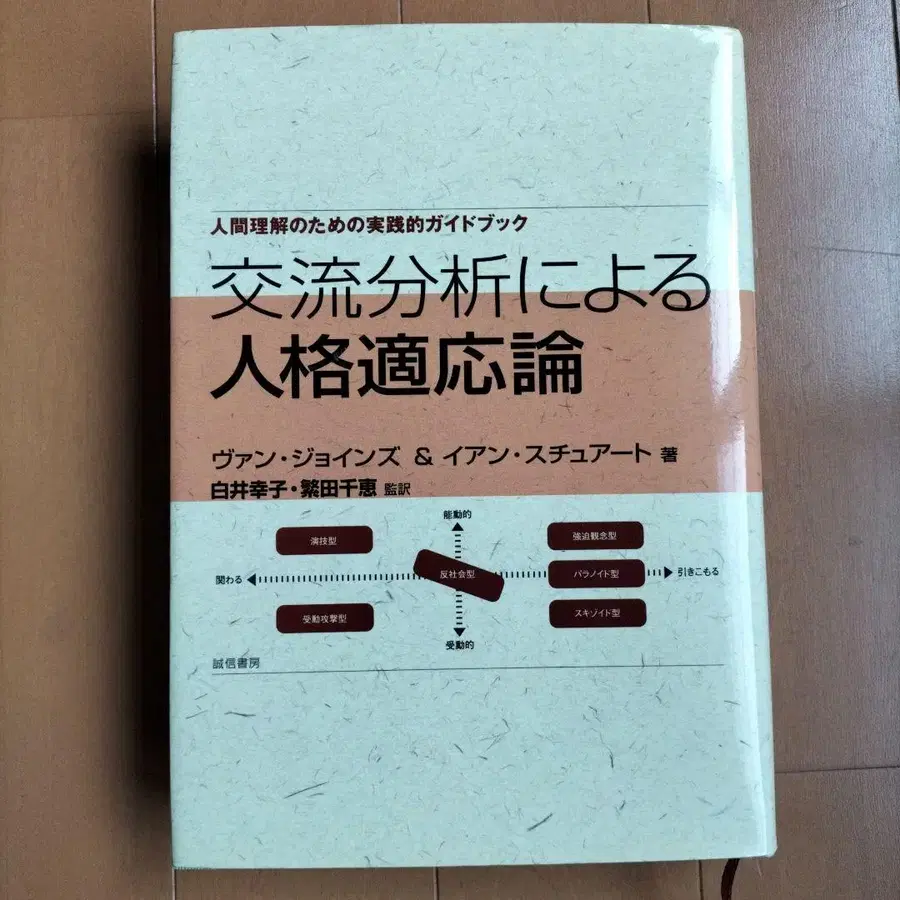 人間理解のための実践的ガイドブック
交流分析による
人格適応論
ヴァン・ジョインズ & イアン・スチュアート 著
白井幸子・繁田千恵 監訳
能動的
演技型
強迫観念型
関わる
反社会型
パラノイド型
引きこもる
受動攻撃型
スキゾイド型
受動的
誠信書房